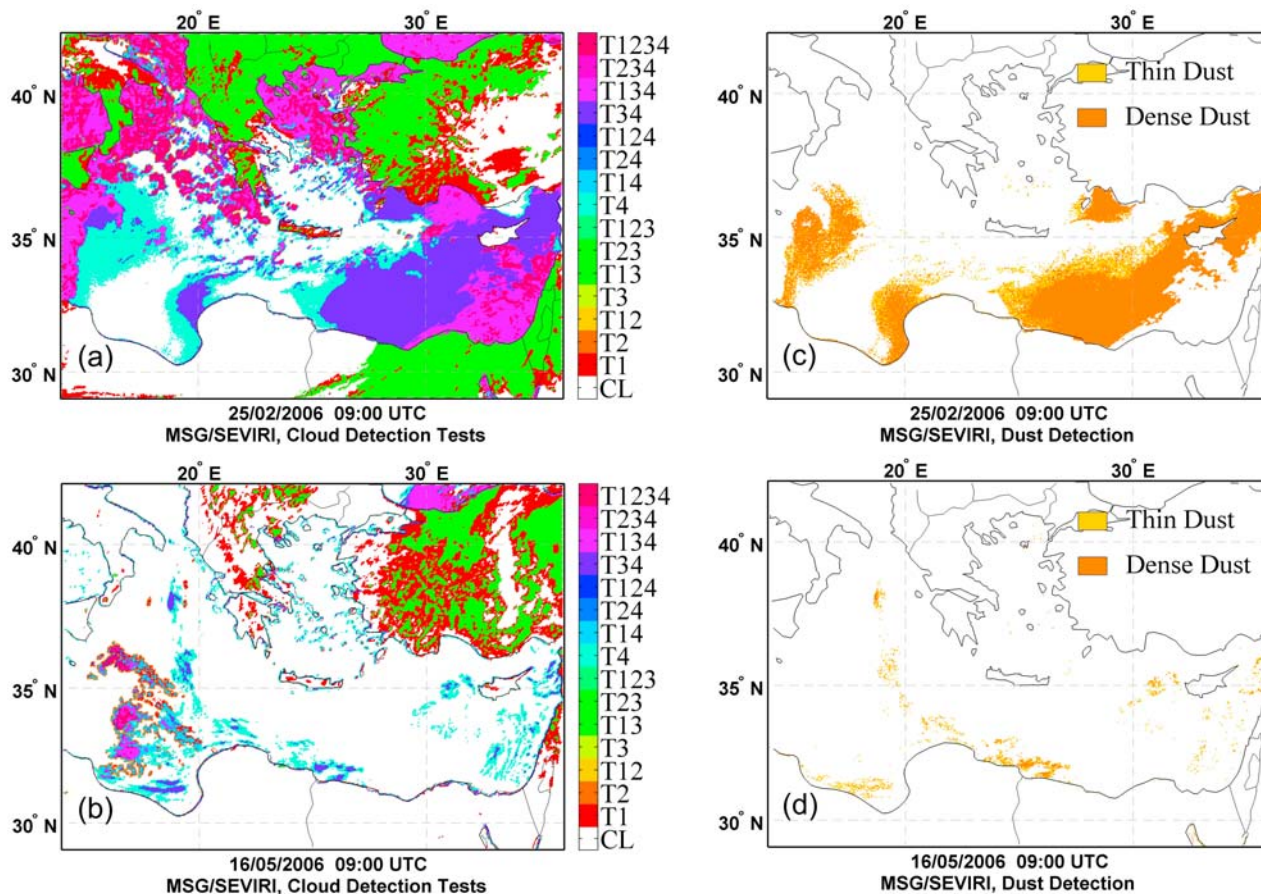 20° E 30° E
40° N
35° N
30° N
(a)
T1234
T234
T134
T34
T124
T24
T14
T4
T123
T23
T13
T3
T12
T2
T1
CL
25/02/2006 09:00 UTC
MSG/SEVIRI, Cloud Detection Tests
20° E 30° E
40° N
35° N
30° N
(c)
Thin Dust
Dense Dust
25/02/2006 09:00 UTC
MSG/SEVIRI, Dust Detection
20° E 30° E
40° N
35° N
30° N
(b)
T1234
T234
T134
T34
T124
T24
T14
T4
T123
T23
T13
T3
T12
T2
T1
CL
16/05/2006 09:00 UTC
MSG/SEVIRI, Cloud Detection Tests
20° E 30° E
40° N
35° N
30° N
(d)
Thin Dust
Dense Dust
16/05/2006 09:00 UTC
MSG/SEVIRI, Dust Detection